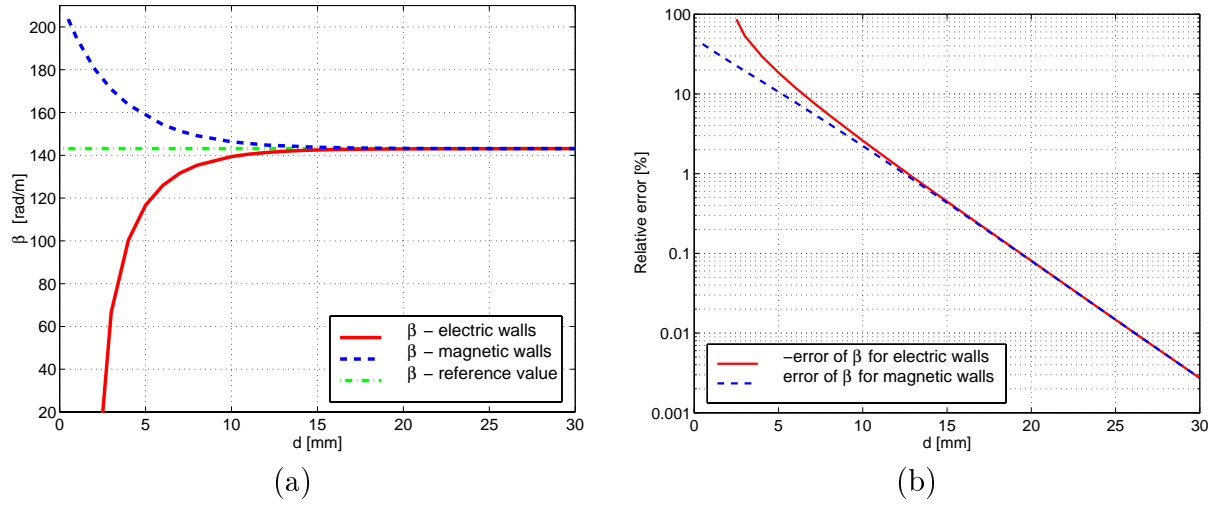 200
180
160
140
120
100
80
60
40
20
0
5
10
15
20
25
30
β [rad/m]
d [mm]
β − electric walls
β − magnetic walls
β − reference value
(a)
100
10
1
0.1
0.01
0.001
0
5
10
15
20
25
30
Relative error [%]
d [mm]
−error of β for electric walls
error of β for magnetic walls
(b)